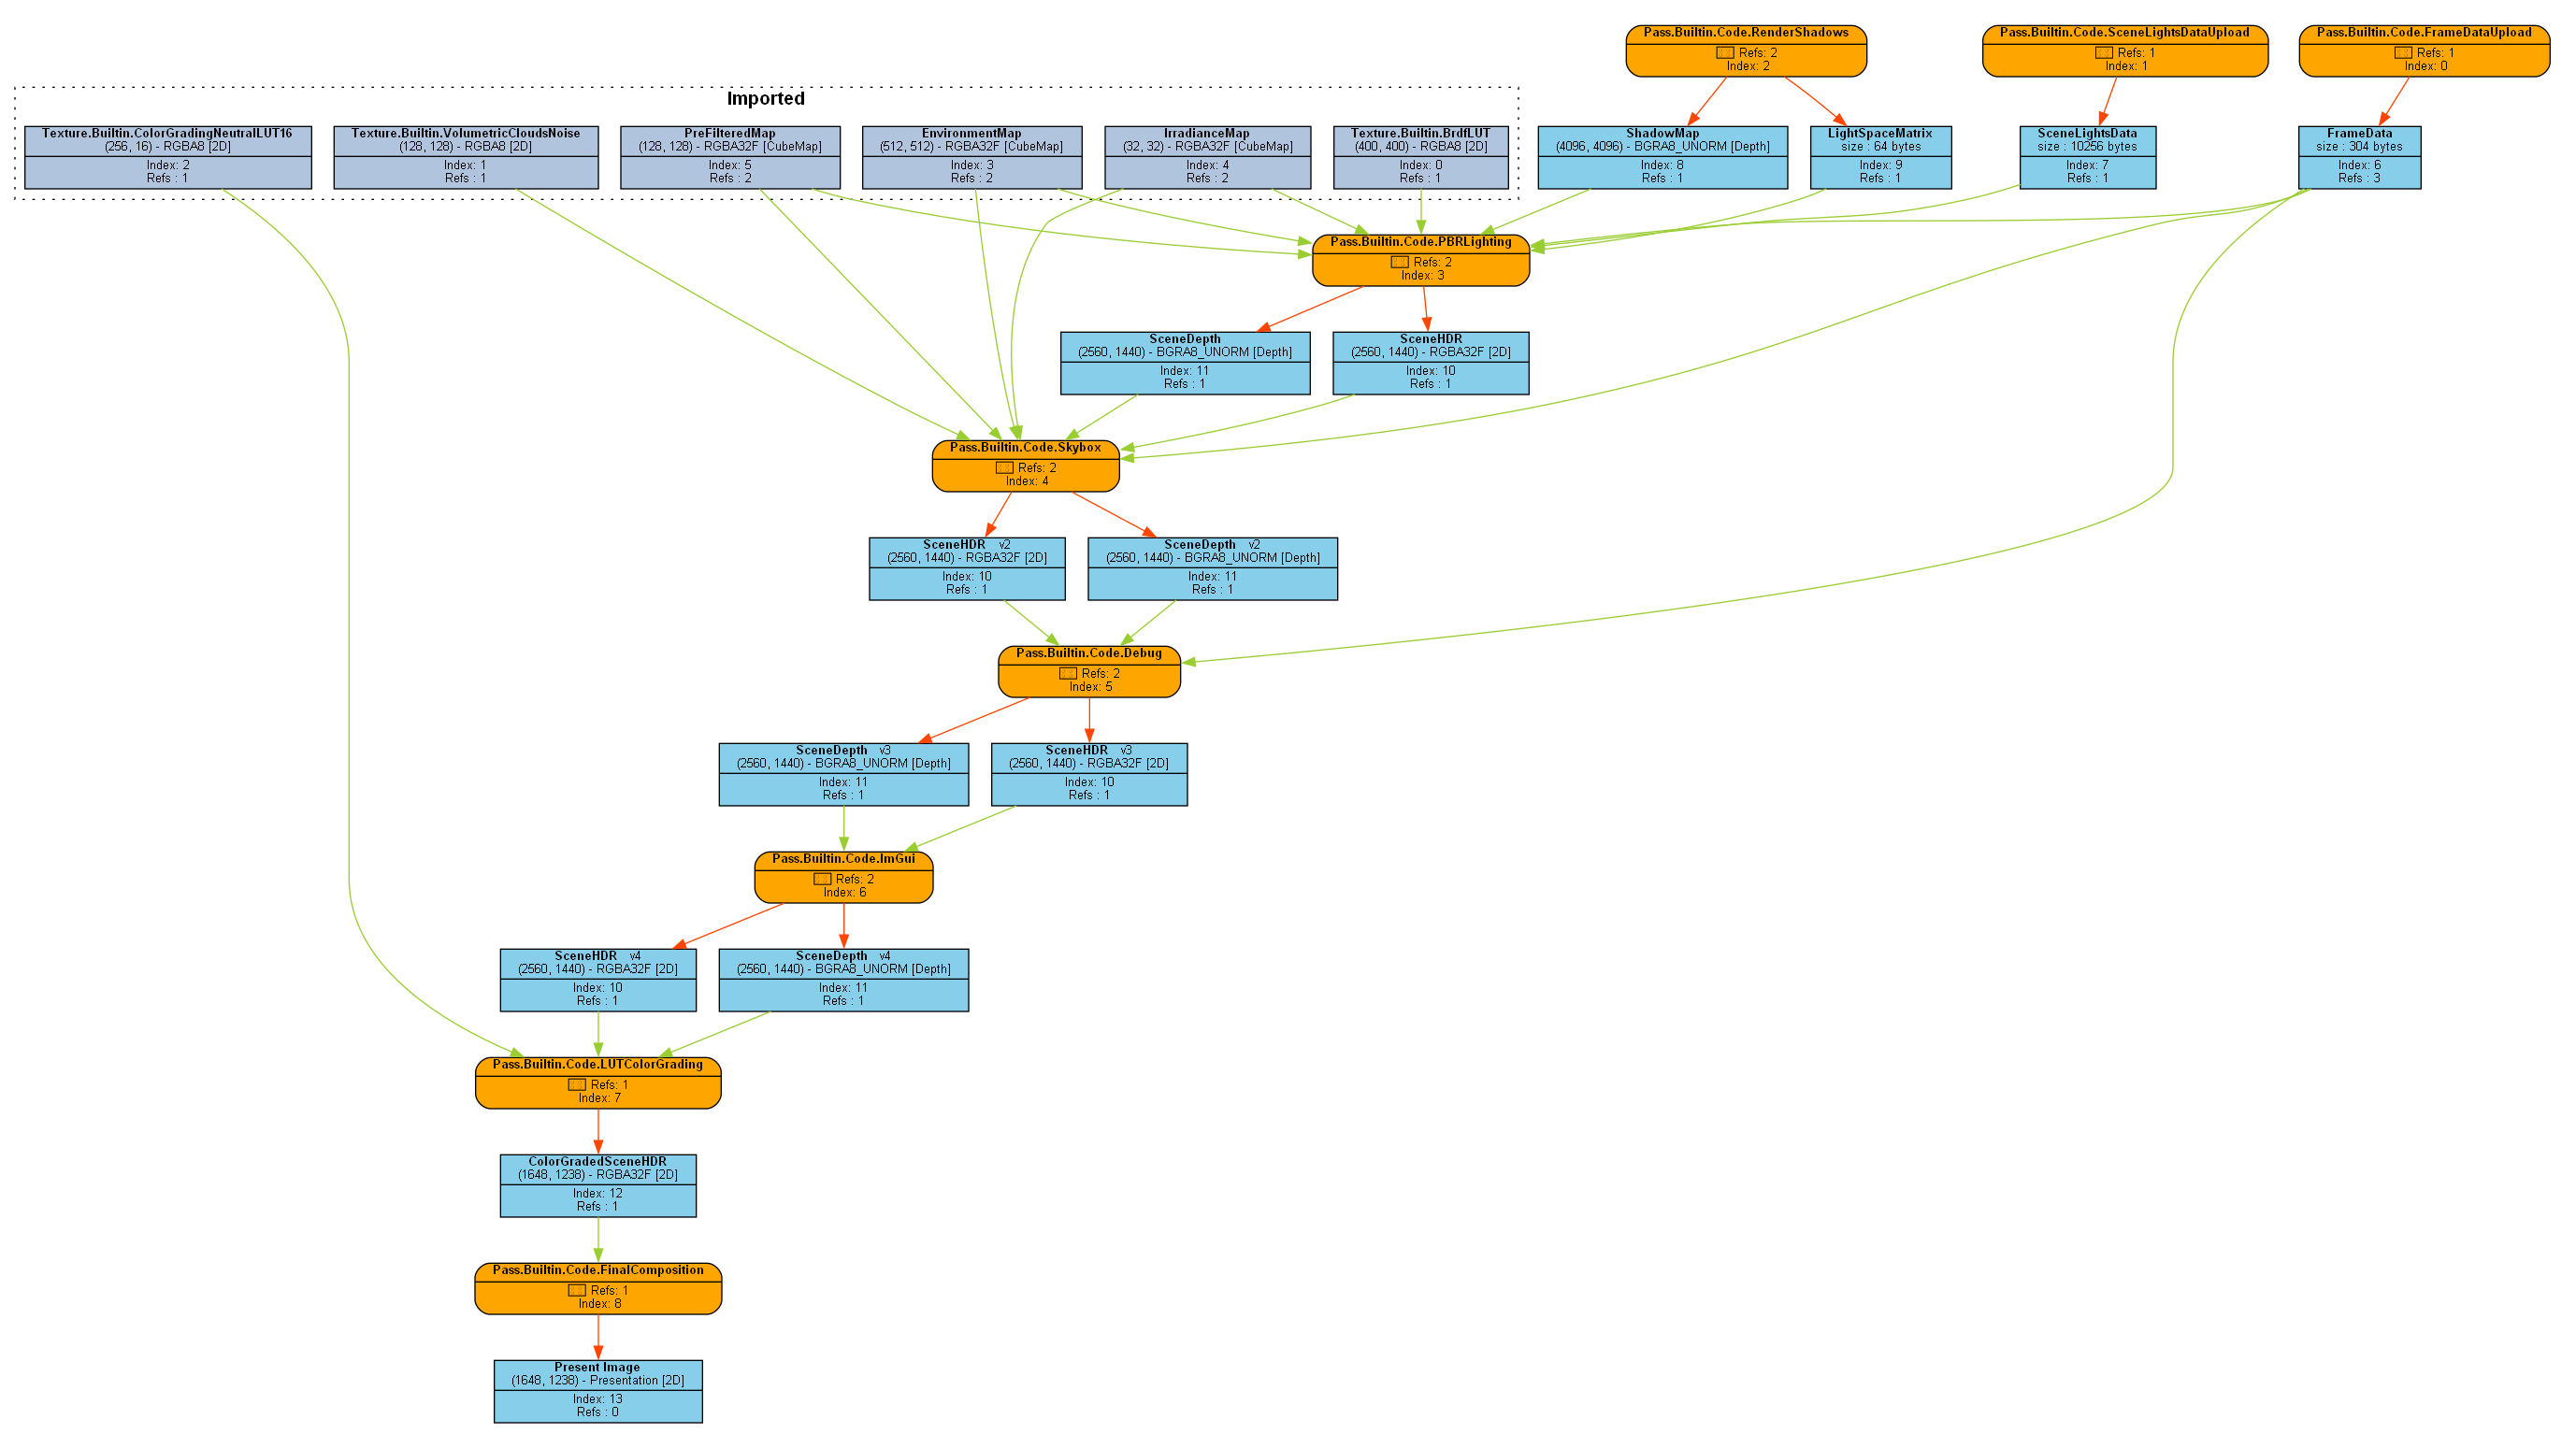 Pass.Builtin.Code.RenderShadows
Refs: 2
Index: 2
Pass.Builtin.Code.SceneLightsDataUpload
Refs: 1
Index: 1
Pass.Builtin.Code.FrameDataUpload
Refs: 1
Index: 0
Imported
Texture.Builtin.ColorGradingNeutralLUT16
(256, 16) - RGBA8 [2D]
Index: 2
Refs : 1
Texture.Builtin.VolumetricCloudsNoise
(128, 128) - RGBA8 [2D]
Index: 1
Refs : 1
PreFilteredMap
(128, 128) - RGBA32F [CubeMap]
Index: 5
Refs : 2
EnvironmentMap
(512, 512) - RGBA32F [CubeMap]
Index: 3
Refs : 2
IrradianceMap
(32, 32) - RGBA32F [CubeMap]
Index: 4
Refs : 2
Texture.Builtin.BrdfLUT
(400, 400) - RGBA8 [2D]
Index: 0
Refs : 1
ShadowMap
(4096, 4096) - BGRA8_UNORM [Depth]
Index: 8
Refs : 1
LightSpaceMatrix
size : 64 bytes
Index: 9
Refs : 1
SceneLightsData
size : 10256 bytes
Index: 7
Refs : 1
FrameData
size : 304 bytes
Index: 6
Refs : 3
Pass.Builtin.Code.PBRLighting
Refs: 2
Index: 3
SceneDepth
(2560, 1440) - BGRA8_UNORM [Depth]
Index: 11
Refs : 1
SceneHDR
(2560, 1440) - RGBA32F [2D]
Index: 10
Refs : 1
Pass.Builtin.Code.Skybox
Refs: 2
Index: 4
SceneHDR v2
(2560, 1440) - RGBA32F [2D]
Index: 10
Refs : 1
SceneDepth v2
(2560, 1440) - BGRA8_UNORM [Depth]
Index: 11
Refs : 1
Pass.Builtin.Code.Debug
Refs: 2
Index: 5
SceneDepth v3
(2560, 1440) - BGRA8_UNORM [Depth]
Index: 11
Refs : 1
SceneHDR v3
(2560, 1440) - RGBA32F [2D]
Index: 10
Refs : 1
Pass.Builtin.Code.ImGui
Refs: 2
Index: 6
SceneHDR v4
(2560, 1440) - RGBA32F [2D]
Index: 10
Refs : 1
SceneDepth v4
(2560, 1440) - BGRA8_UNORM [Depth]
Index: 11
Refs : 1
Pass.Builtin.Code.LUTColorGrading
Refs: 1
Index: 7
ColorGradedSceneHDR
(1648, 1238) - RGBA32F [2D]
Index: 12
Refs : 1
Pass.Builtin.Code.FinalComposition
Refs: 1
Index: 8
Present Image
(1648, 1238) - Presentation [2D]
Index: 13
Refs : 0